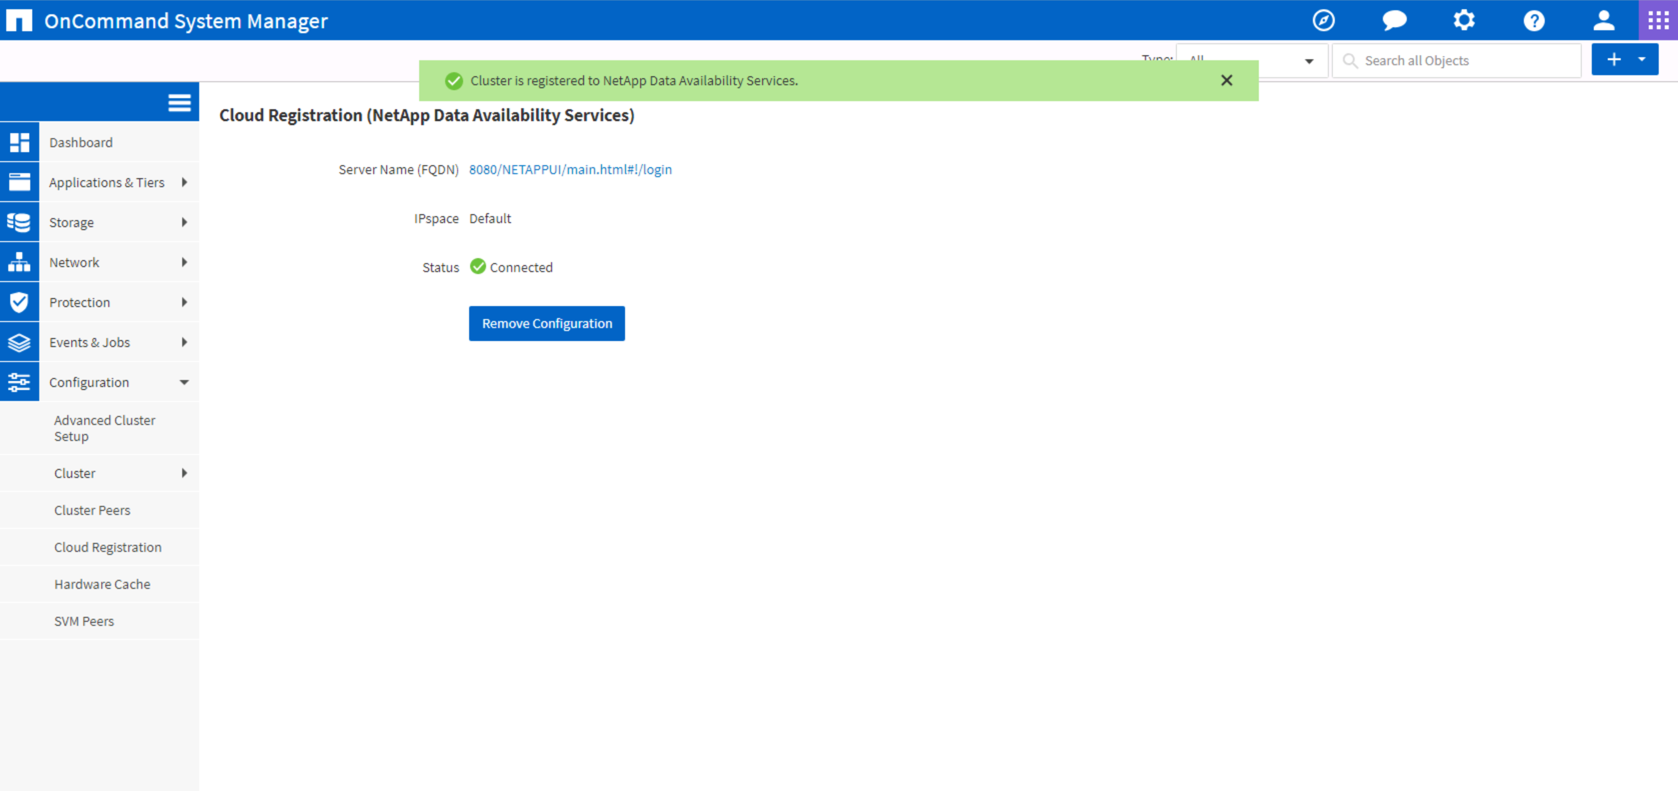 OnCommand System Manager
Type: All
Search all Objects
Cluster is registered to NetApp Data Availability Services.
Cloud Registration (NetApp Data Availability Services)
Server Name (FQDN) 8080/NETAPPUI/main.html#!/login
IPspace Default
Status Connected
Remove Configuration
Dashboard
Applications & Tiers
Storage
Network
Protection
Events & Jobs
Configuration
Advanced Cluster
Setup
Cluster
Cluster Peers
Cloud Registration
Hardware Cache
SVM Peers